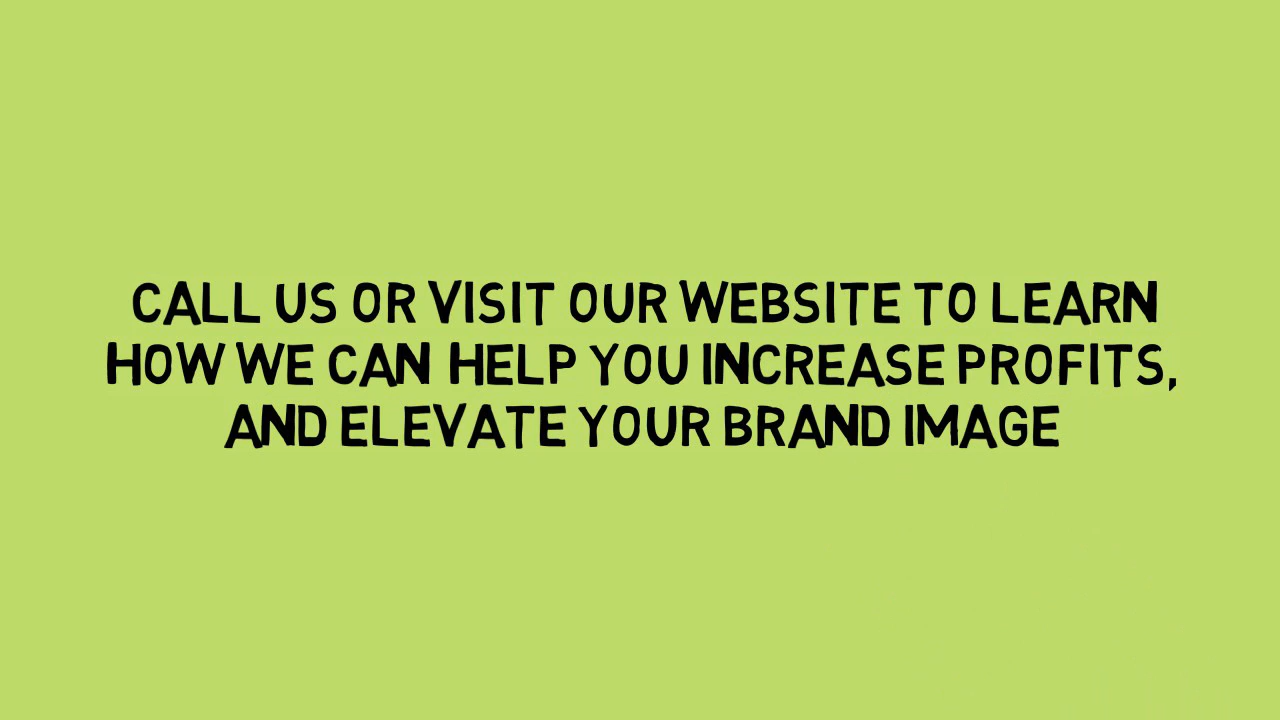 CALL US OR VISIT OUR WEBSITE TO LEARN
HOW WE CAN HELP YOU INCREASE PROFITS,
AND ELEVATE YOUR BRAND IMAGE